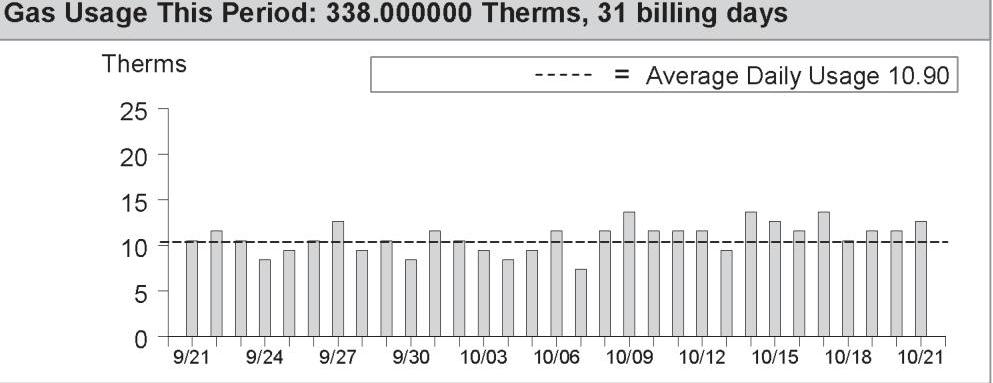 Gas Usage This Period: 338.000000 Therms, 31 billing days
Therms
----- = Average Daily Usage 10.90
25
20
15
10
5
0
9/21 9/24 9/27 9/30 10/03 10/06 10/09 10/12 10/15 10/18 10/21